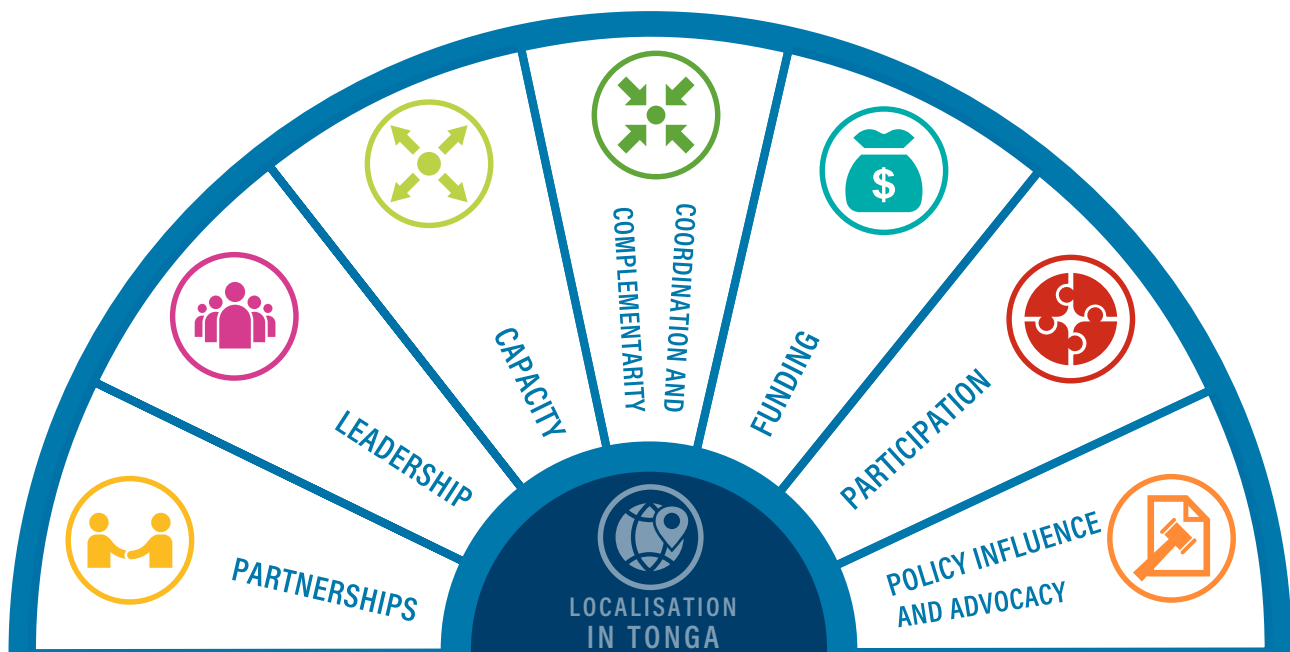 PARTNERSHIPS
LEADERSHIP
CAPACITY
COORDINATION AND
COMPLEMENTARITY
$
FUNDING
PARTICIPATION
POLICY INFLUENCE
AND ADVOCACY
LOCALISATION
IN TONGA